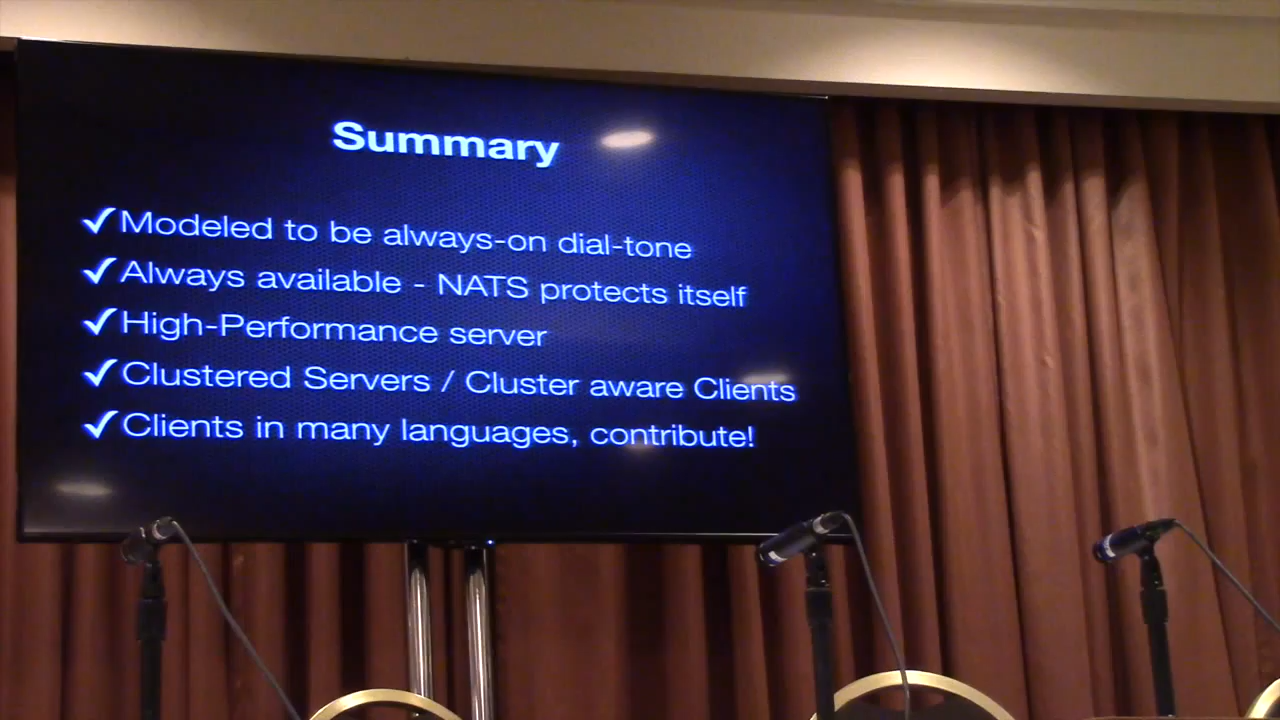 Summary
✓Modeled to be always-on dial-tone
✓Always available - NATS protects itself
✓High-Performance server
✓Clustered Servers / Cluster aware Clients
✓Clients in many languages, contribute!